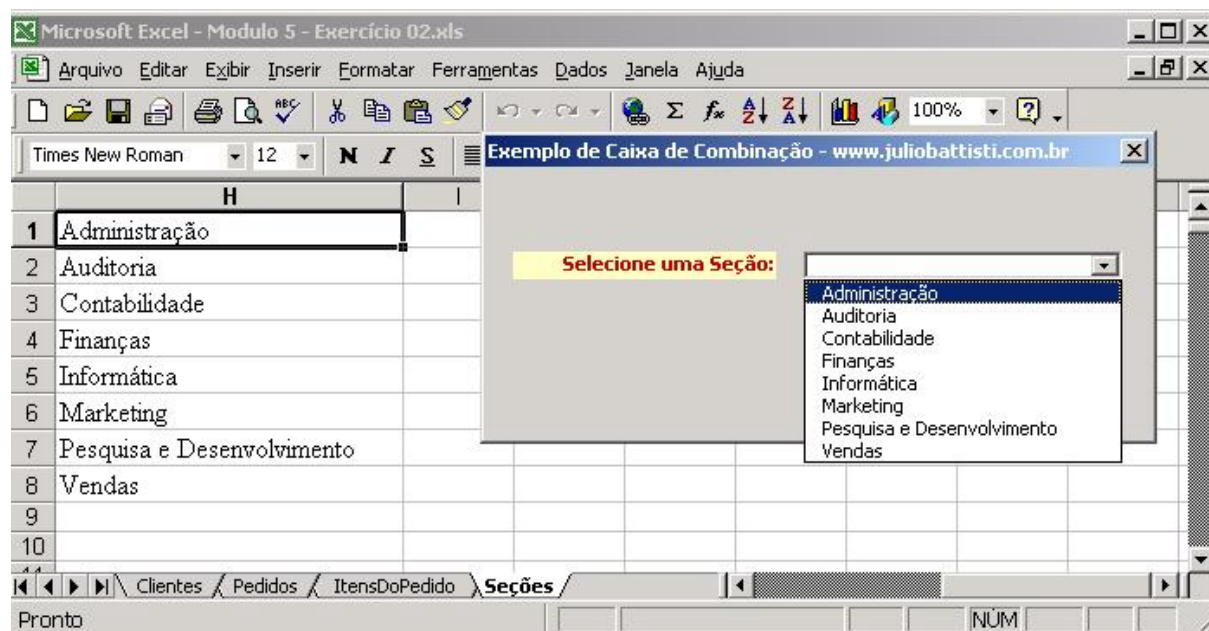 Microsoft Excel - Modulo 5 - Exercício 02.xls
Arquivo Editar Exibir Inserir Formatar Ferramentas Dados Janela Ajuda
ABC Σ fx A Z Z A 100%
Times New Roman 12 N I S
Exemplo de Caixa de Combinação - www.juliobattisti.com.br
Selecione uma Seção:
Administração
Auditoria
Contabilidade
Finanças
Informática
Marketing
Pesquisa e Desenvolvimento
Vendas
H I
1 Administração
2 Auditoria
3 Contabilidade
4 Finanças
5 Informática
6 Marketing
7 Pesquisa e Desenvolvimento
8 Vendas
9
10
Clientes Pedidos ItensDoPedido Seções
Pronto NÚM